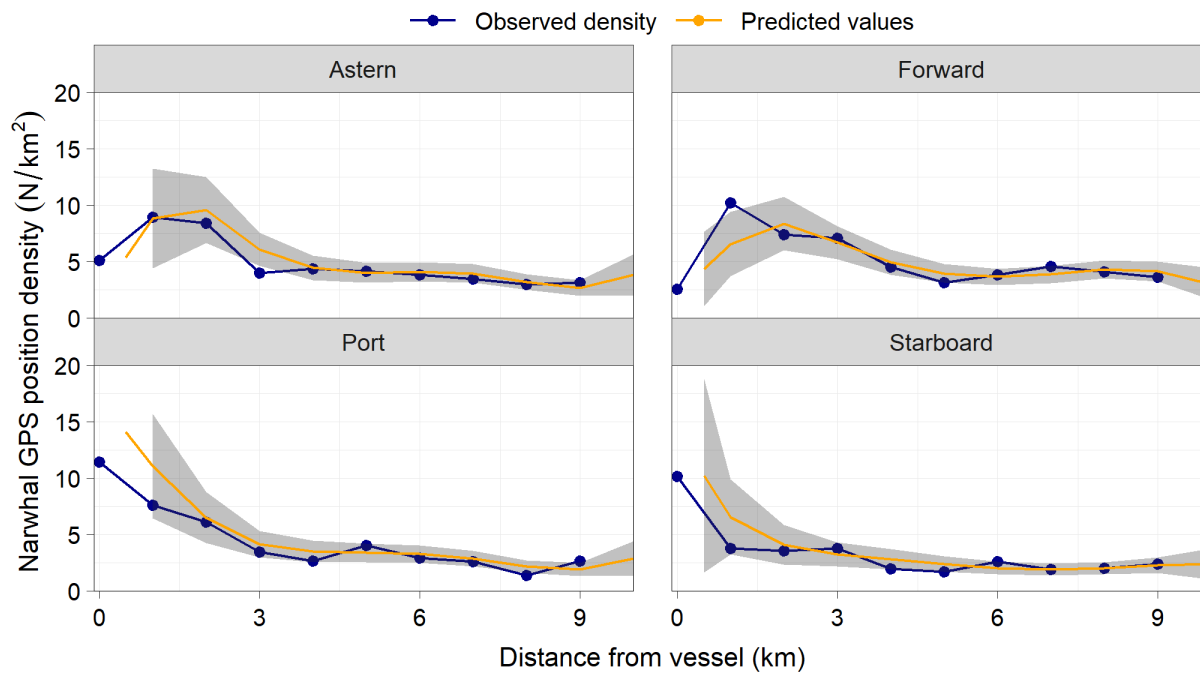 Observed density Predicted values
Astern Forward
20
15
10
5
0
Port Starboard
20
15
10
5
0
0 3 6 9 0 3 6 9
Distance from vessel (km)
Narwhal GPS position density (N/km²)